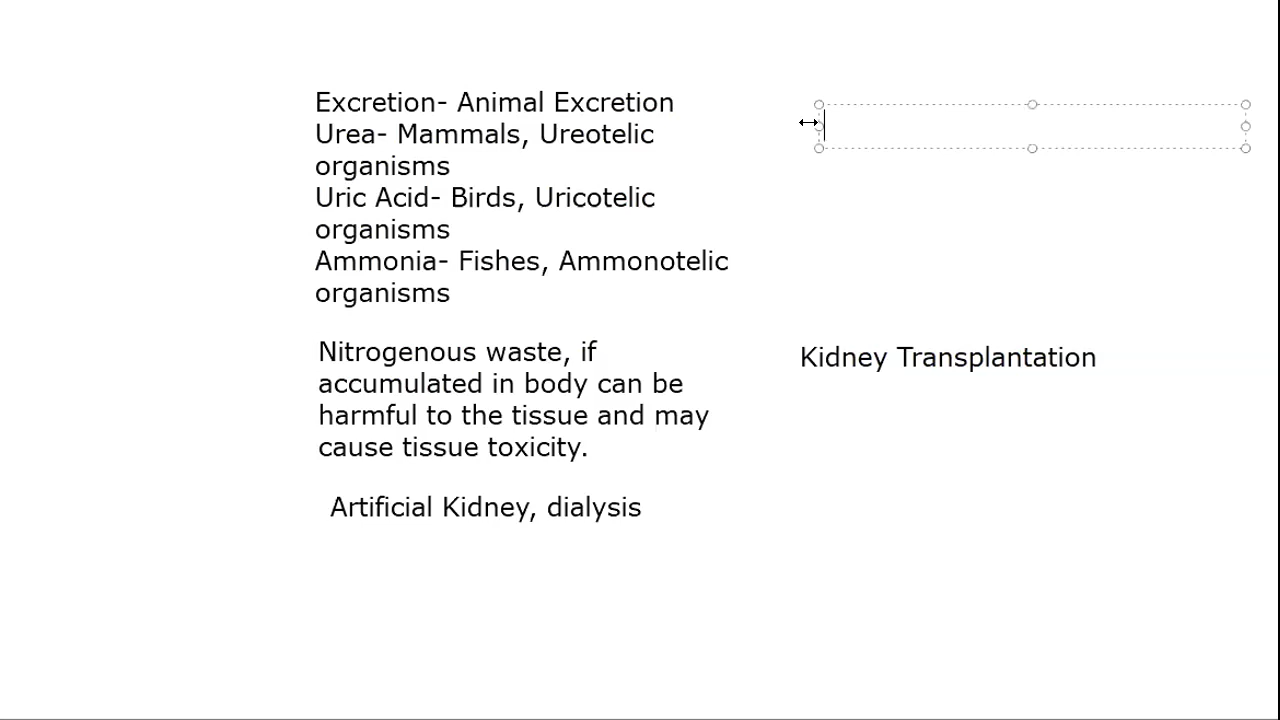 Excretion- Animal Excretion
Urea- Mammals, Ureotelic
organisms
Uric Acid- Birds, Uricotelic
organisms
Ammonia- Fishes, Ammonotelic
organisms
Nitrogenous waste, if
accumulated in body can be
harmful to the tissue and may
cause tissue toxicity.
Artificial Kidney, dialysis
Kidney Transplantation